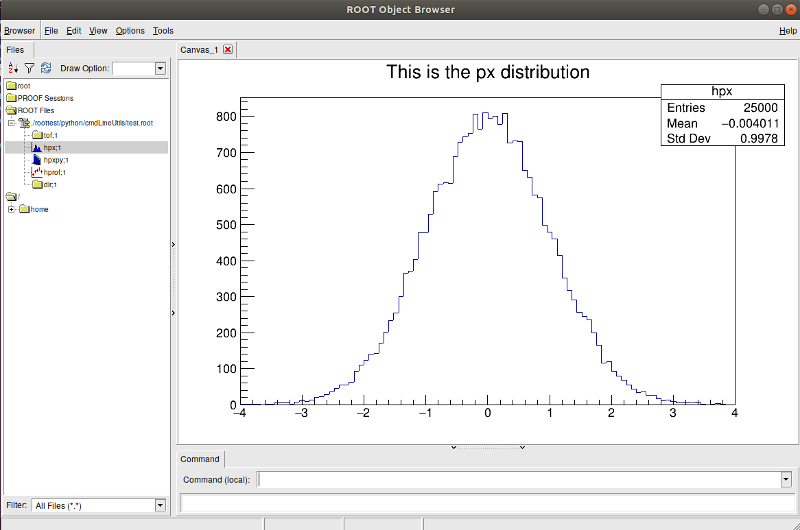 ROOT Object Browser
Browser File Edit View Options Tools Help
Files
Canvas_1
Draw Option:
root
PROOF Sessions
ROOT Files
./roottest/python/cmdLineUtils/test.root
tof;1
hpx;1
hpxpy;1
hprof;1
dir;1
/
home
Filter: All Files (*.*)
This is the px distribution
hpx
Entries 25000
Mean −0.004011
Std Dev 0.9978
800
700
600
500
400
300
200
100
0
−4 −3 −2 −1 0 1 2 3 4
Command
Command (local):